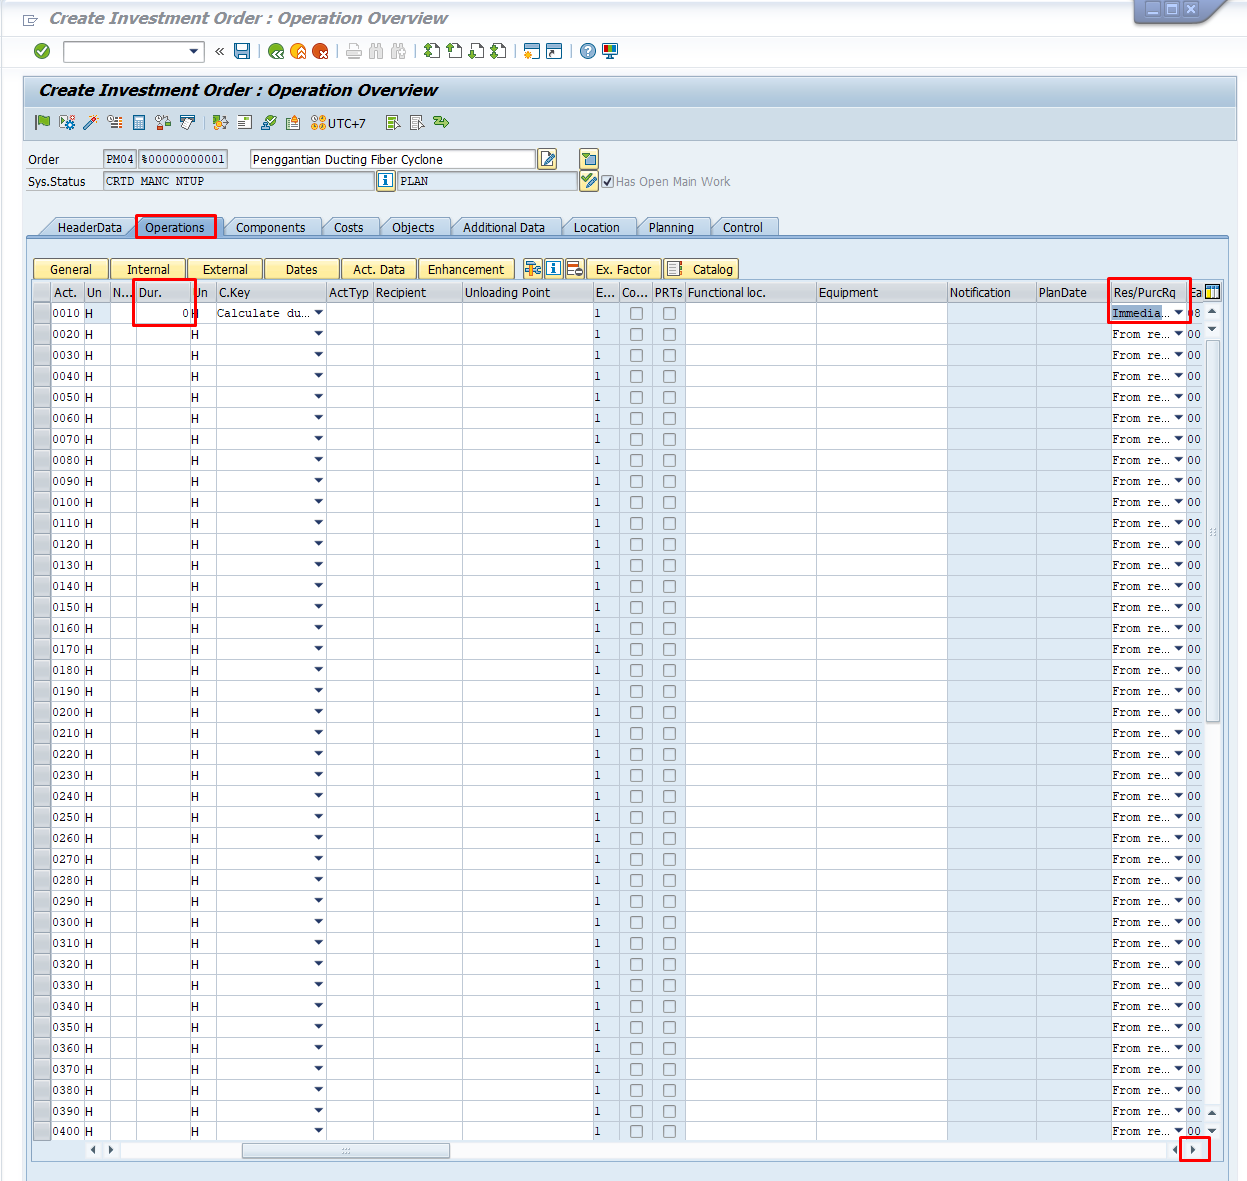 Create Investment Order : Operation Overview
Create Investment Order : Operation Overview
UTC+7
Order PM04 %00000000001 Penggantian Ducting Fiber Cyclone
Sys.Status CRTD MANC NTUP PLAN Has Open Main Work
HeaderData Operations Components Costs Objects Additional Data Location Planning Control
General Internal External Dates Act. Data Enhancement Ex. Factor Catalog
Act. Un N... Dur. Un C.Key ActTyp Recipient Unloading Point E... Co... PRTs Functional loc. Equipment Notification PlanDate Res/PurcRq Ea
0010 H 0 H Calculate du... 1 Immedia... 08
0020 H H 1 From re... 00
0030 H H 1 From re... 00
0040 H H 1 From re... 00
0050 H H 1 From re... 00
0060 H H 1 From re... 00
0070 H H 1 From re... 00
0080 H H 1 From re... 00
0090 H H 1 From re... 00
0100 H H 1 From re... 00
0110 H H 1 From re... 00
0120 H H 1 From re... 00
0130 H H 1 From re... 00
0140 H H 1 From re... 00
0150 H H 1 From re... 00
0160 H H 1 From re... 00
0170 H H 1 From re... 00
0180 H H 1 From re... 00
0190 H H 1 From re... 00
0200 H H 1 From re... 00
0210 H H 1 From re... 00
0220 H H 1 From re... 00
0230 H H 1 From re... 00
0240 H H 1 From re... 00
0250 H H 1 From re... 00
0260 H H 1 From re... 00
0270 H H 1 From re... 00
0280 H H 1 From re... 00
0290 H H 1 From re... 00
0300 H H 1 From re... 00
0310 H H 1 From re... 00
0320 H H 1 From re... 00
0330 H H 1 From re... 00
0340 H H 1 From re... 00
0350 H H 1 From re... 00
0360 H H 1 From re... 00
0370 H H 1 From re... 00
0380 H H 1 From re... 00
0390 H H 1 From re... 00
0400 H H 1 From re... 00